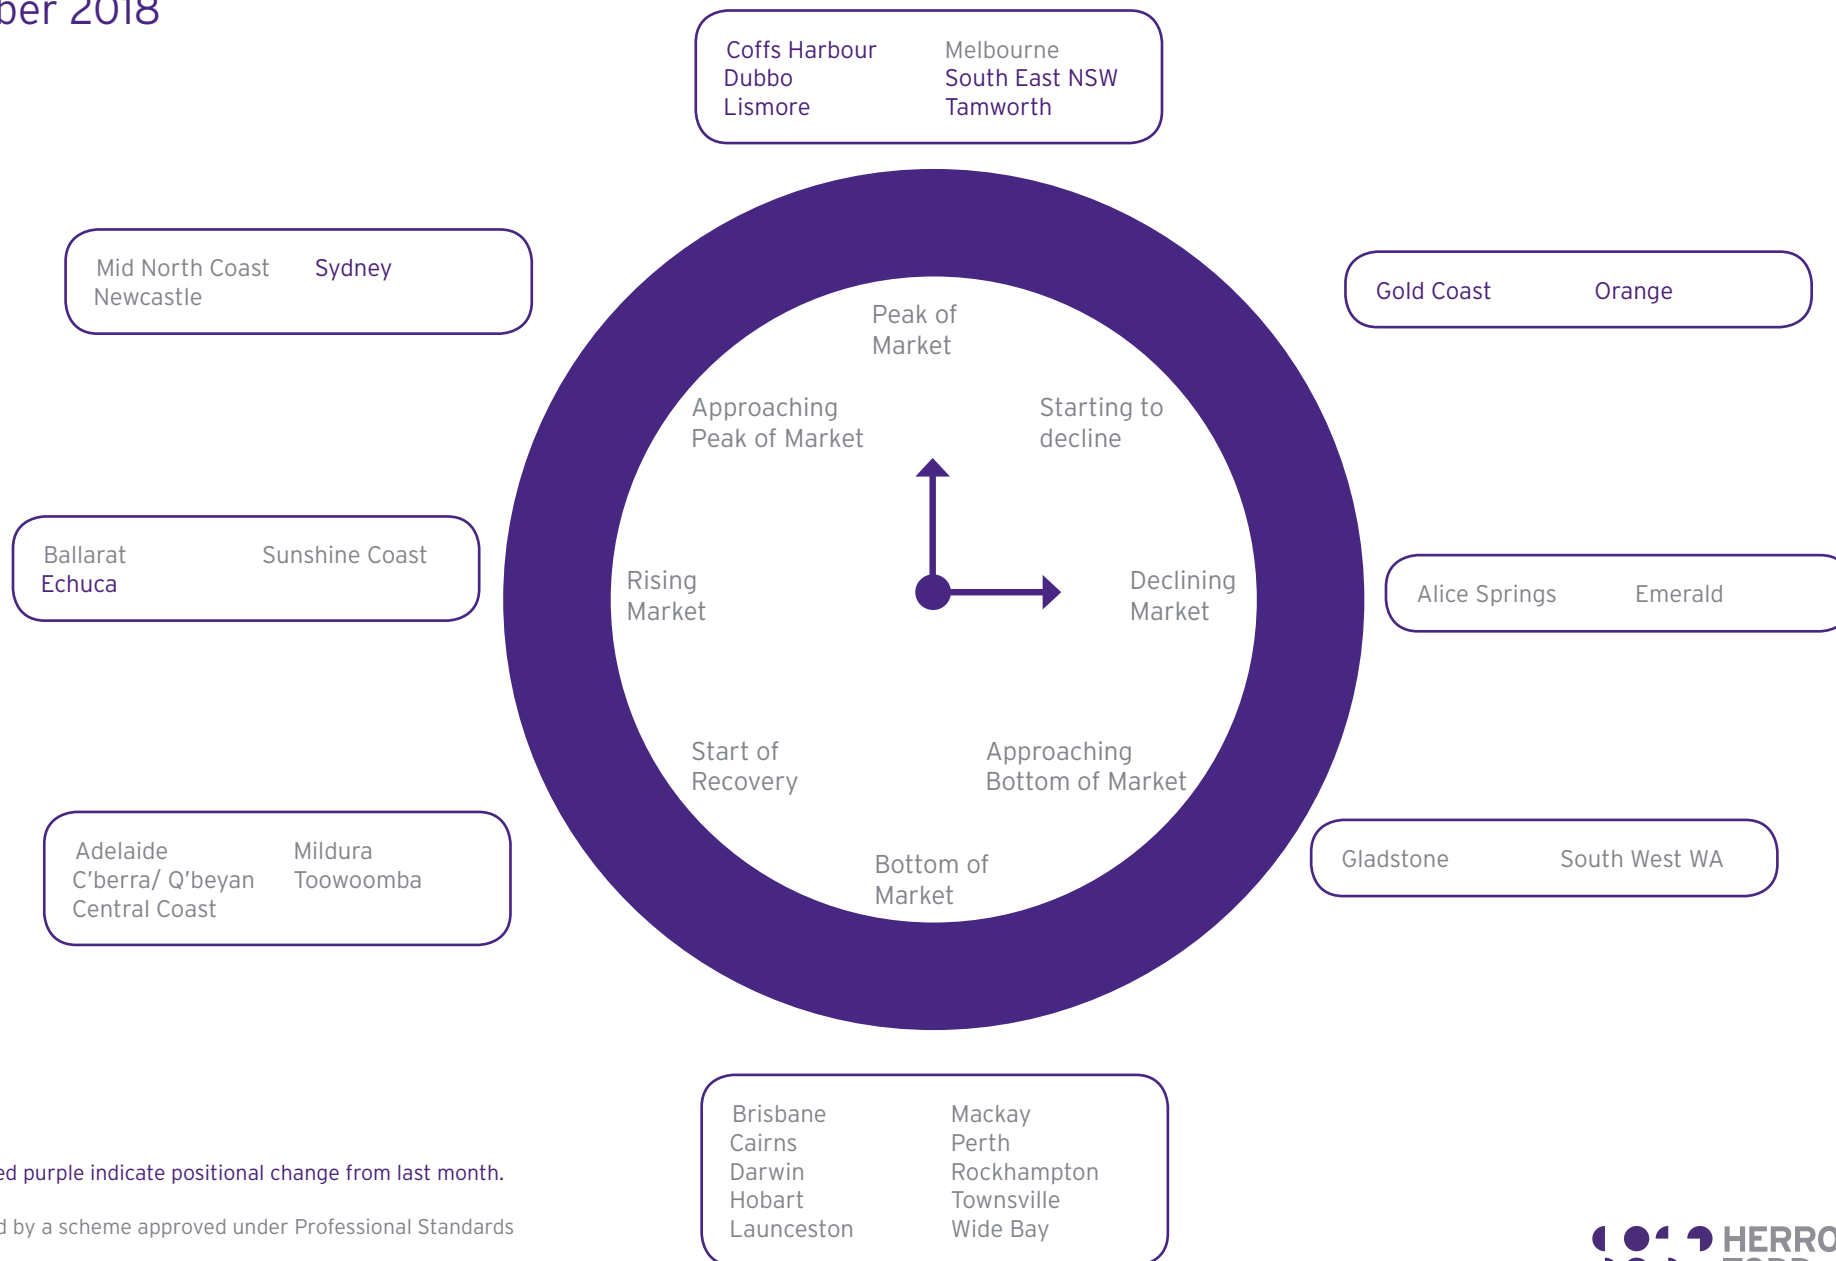 2018
Coffs Harbour Melbourne
Dubbo South East NSW
Lismore Tamworth
Mid North Coast Sydney
Newcastle
Gold Coast Orange
Peak of
Market
Approaching
Peak of Market
Starting to
decline
Ballarat Sunshine Coast
Echuca
Rising
Market
Declining
Market
Alice Springs Emerald
Start of
Recovery
Approaching
Bottom of Market
Adelaide Mildura
C'berra/ Q'beyan Toowoomba
Central Coast
Bottom of
Market
Gladstone South West WA
Brisbane Mackay
Cairns Perth
Darwin Rockhampton
Hobart Townsville
Launceston Wide Bay
purple indicate positional change from last month.
by a scheme approved under Professional Standards